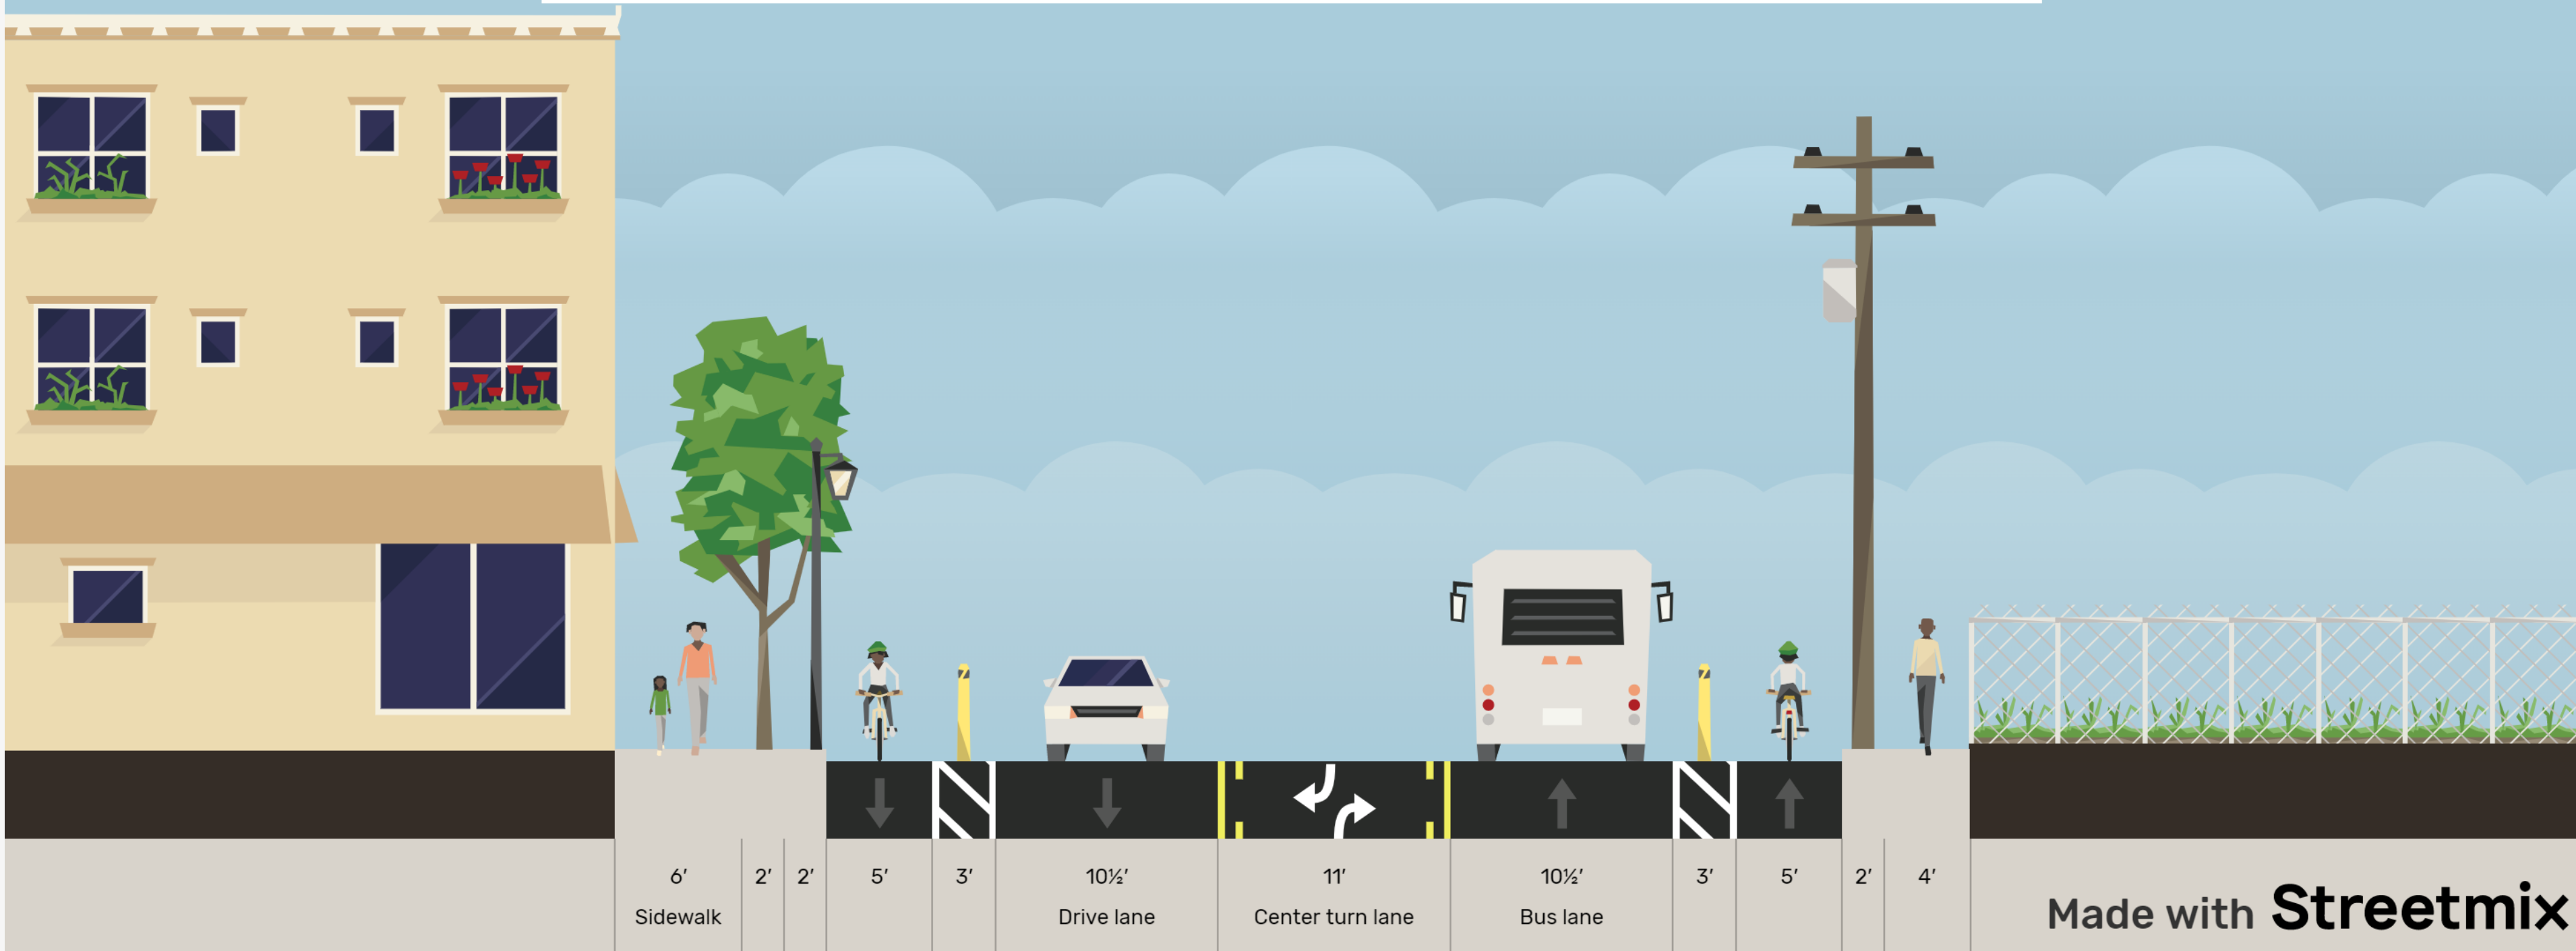 6′ 2′ 2′ 5′ 3′ 10½′ 11′ 10½′ 3′ 5′ 2′ 4′
Sidewalk Drive lane Center turn lane Bus lane
Made with Streetmix